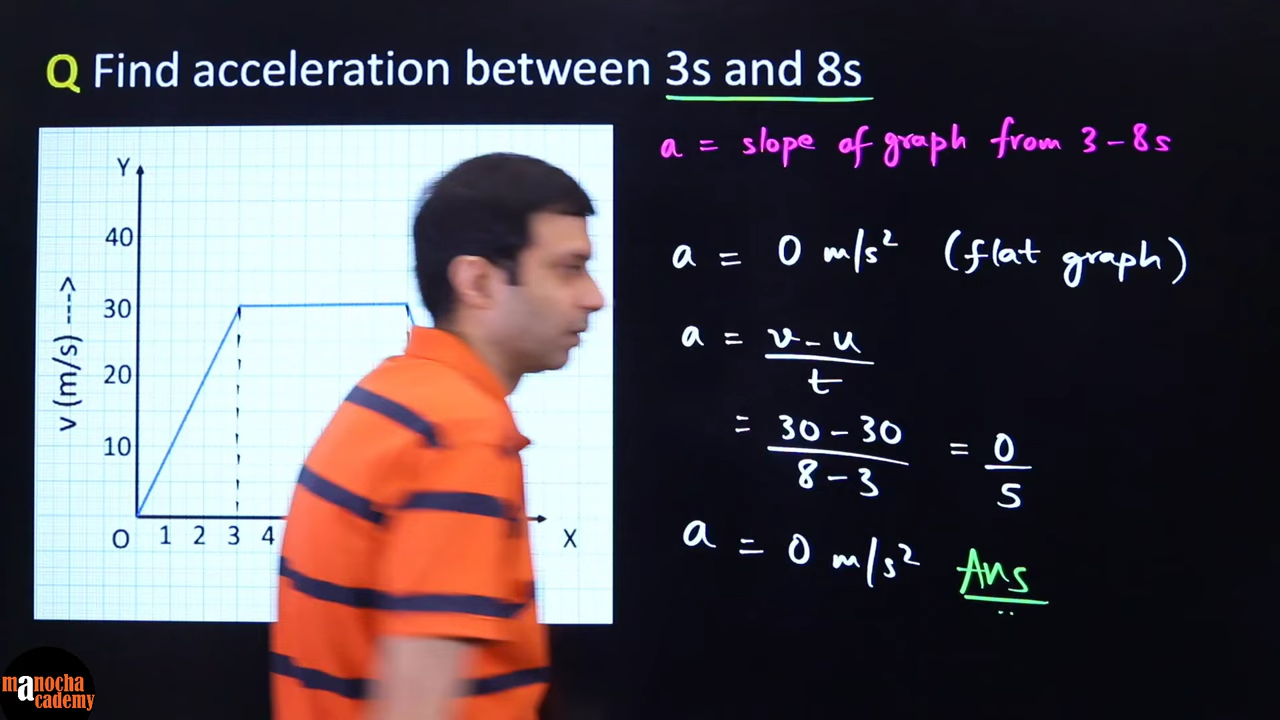 Q Find acceleration between 3s and 8s
a = slope of graph from 3-8s
Y
40
30
20
10
v (m/s) --->
O 1 2 3 4
X
a = 0 m/s² (flat graph)
a = v-u
t
= 30-30 = 0
8-3 5
a = 0 m/s² Ans
manocha
academy